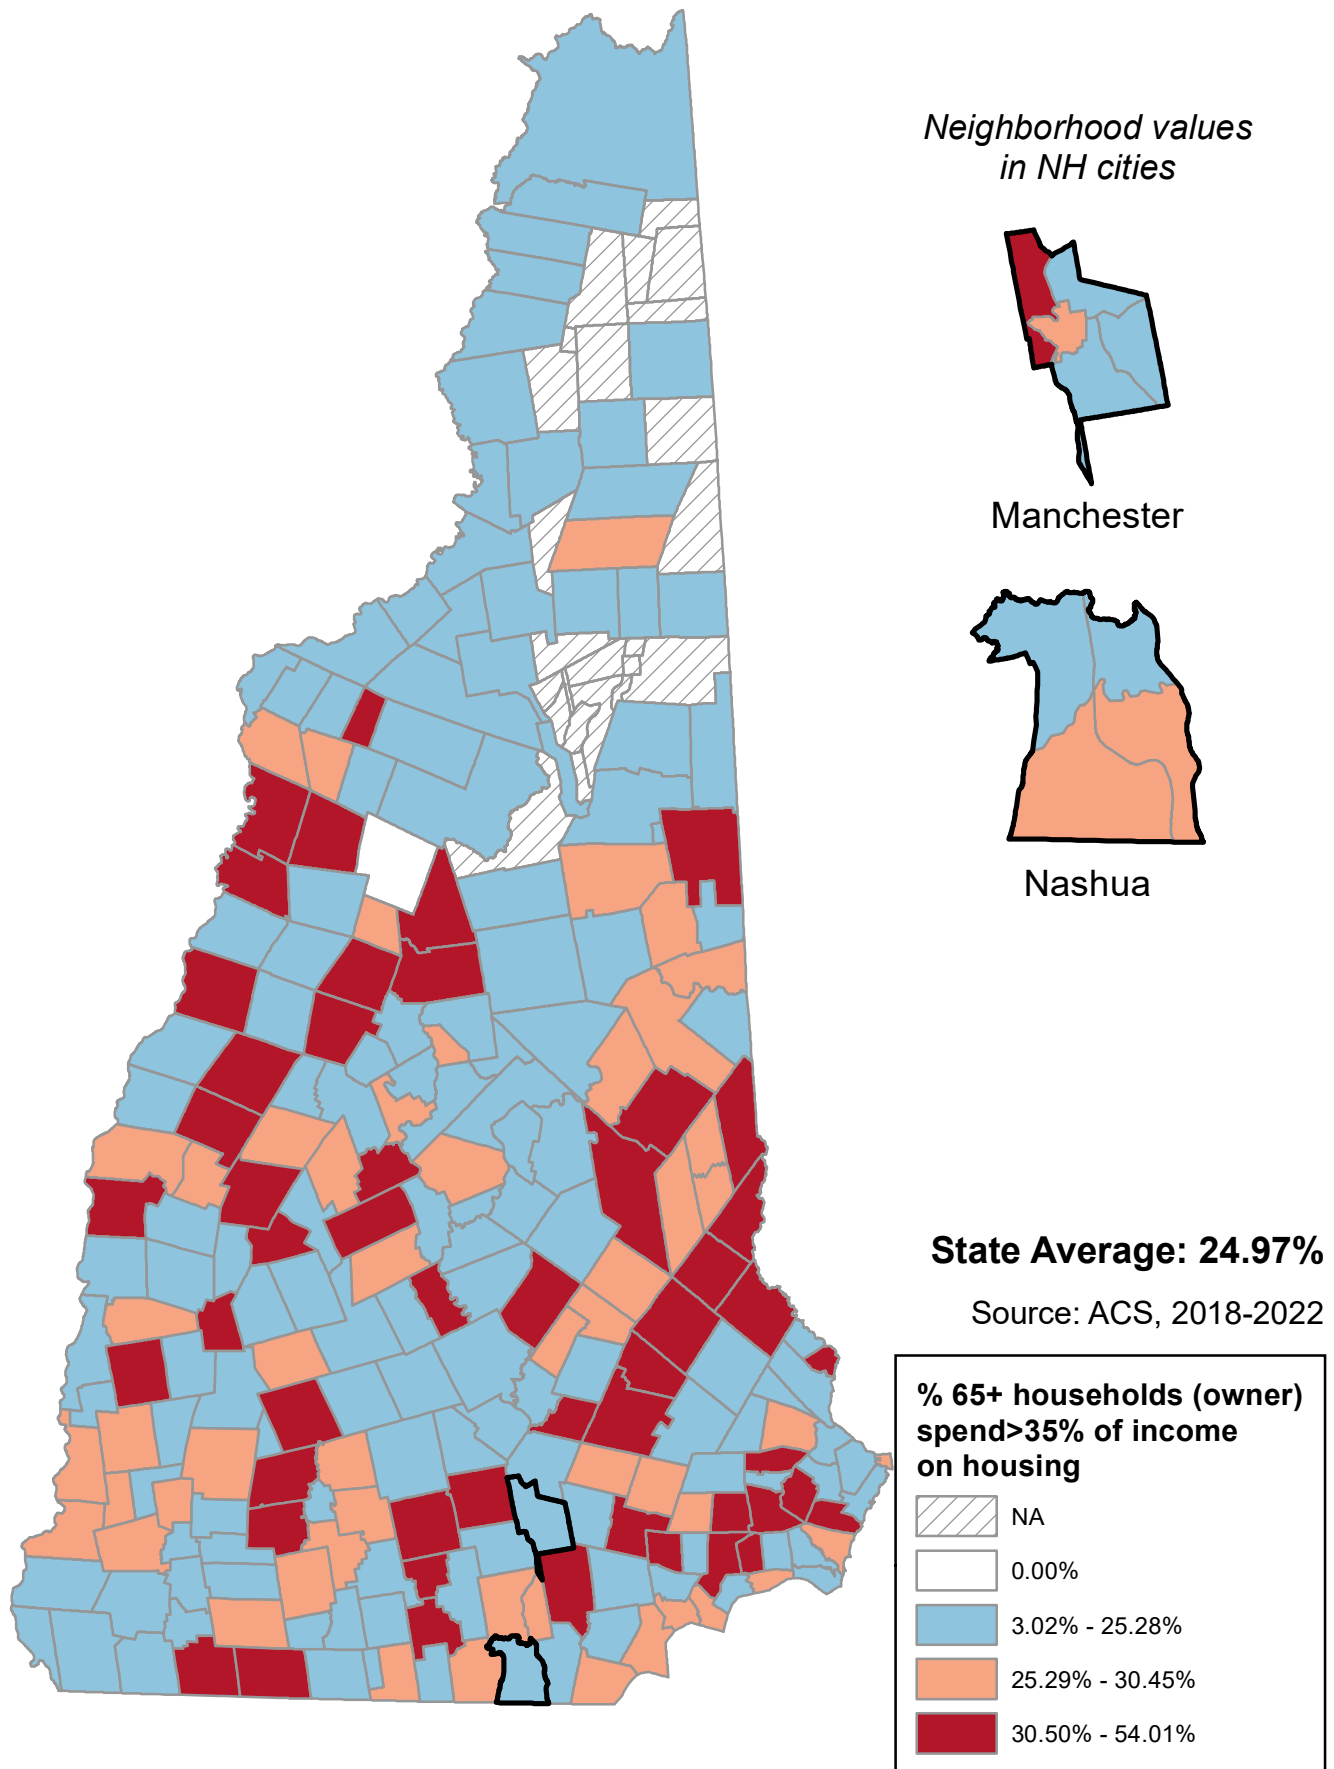 Neighborhood values
in NH cities
Manchester
Nashua
State Average: 24.97%
Source: ACS, 2018-2022
% 65+ households (owner)
spend>35% of income
on housing
NA
0.00%
3.02% - 25.28%
25.29% - 30.45%
30.50% - 54.01%